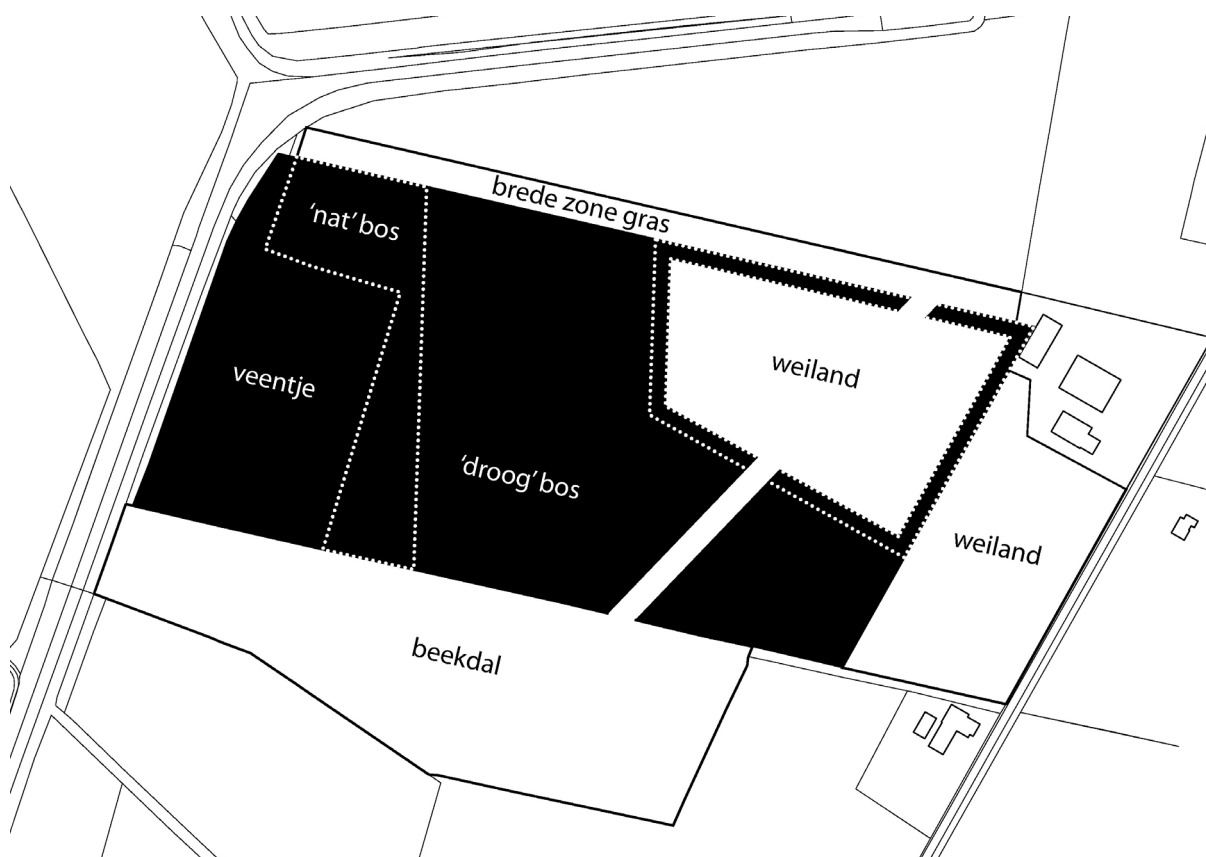 brede zone gras
‘nat’ bos
weiland
veentje
‘droog’ bos
weiland
beekdal